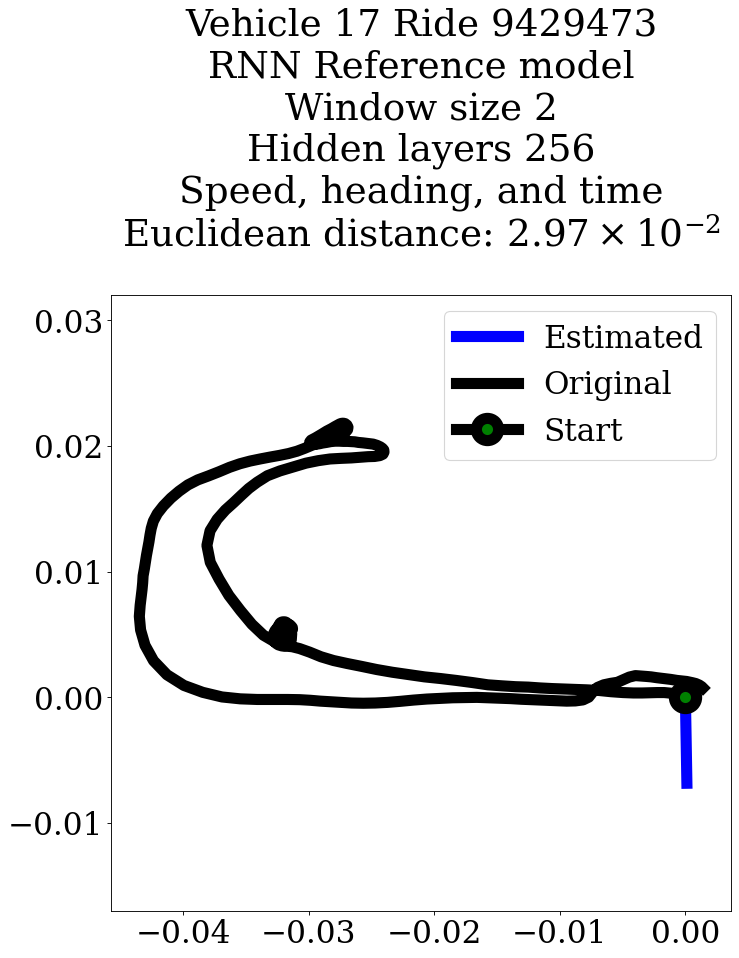 Vehicle 17 Ride 9429473
RNN Reference model
Window size 2
Hidden layers 256
Speed, heading, and time
Euclidean distance: 2.97 × 10⁻²
0.03
0.02
0.01
0.00
−0.01
Estimated
Original
Start
−0.04
−0.03
−0.02
−0.01
0.00